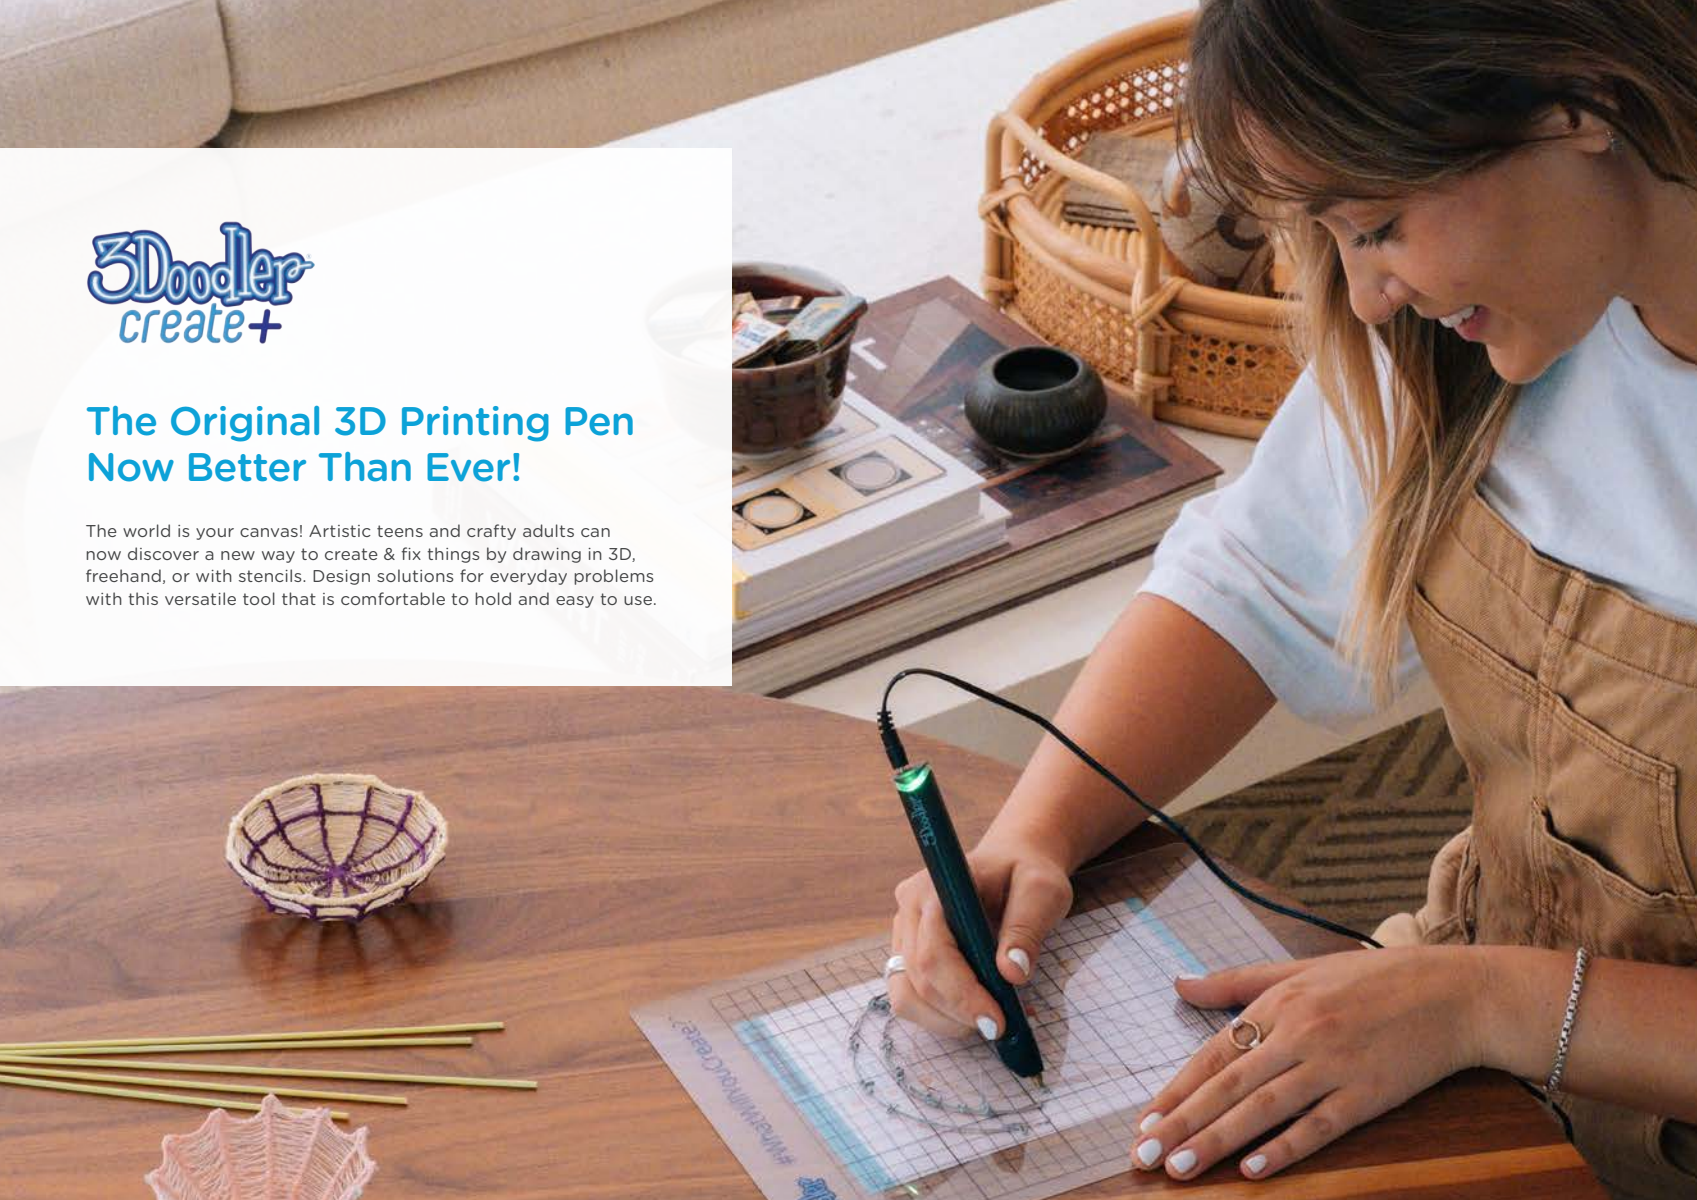 3Doodler
create+
The Original 3D Printing Pen
Now Better Than Ever!
The world is your canvas! Artistic teens and crafty adults can
now discover a new way to create & fix things by drawing in 3D,
freehand, or with stencils. Design solutions for everyday problems
with this versatile tool that is comfortable to hold and easy to use.
3Doodler
#WhatWillYouCreate?